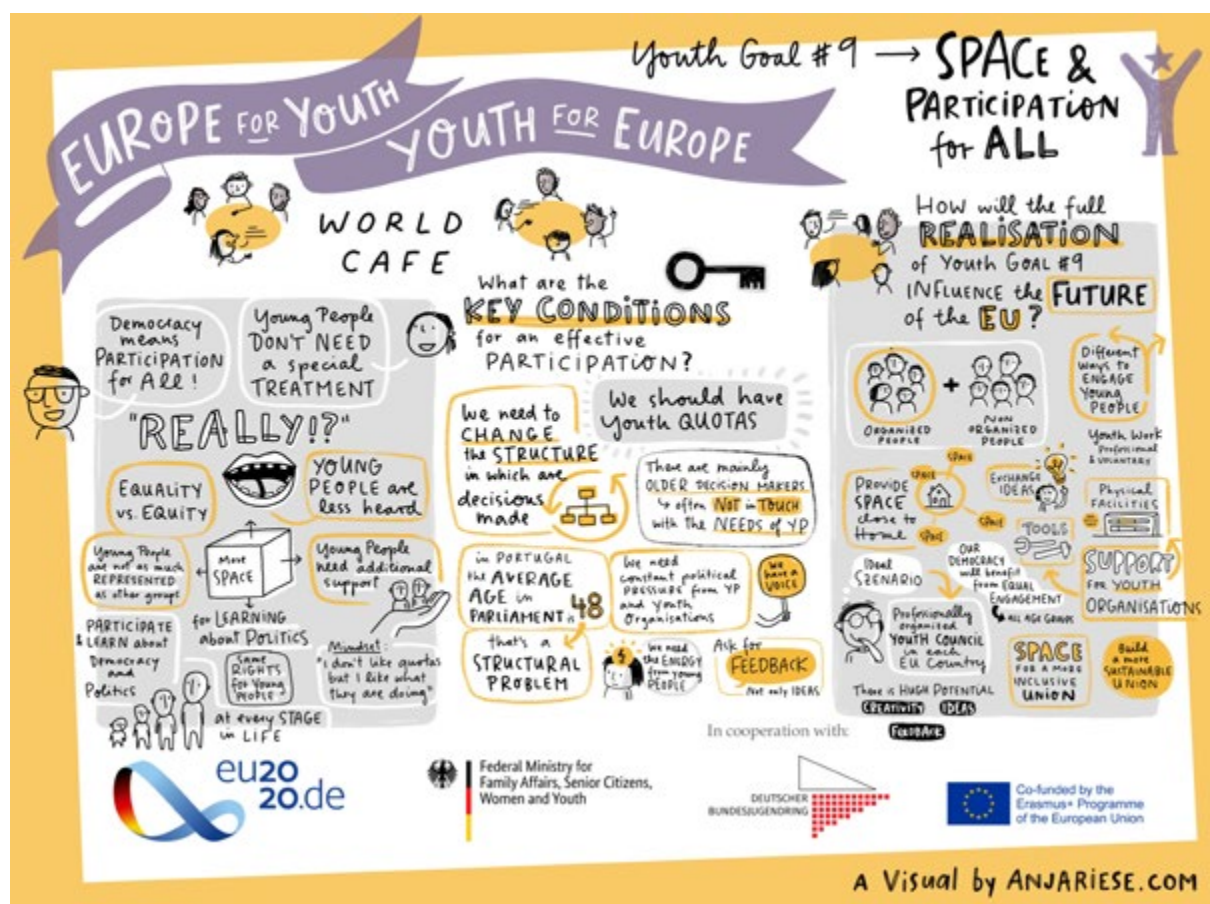 Youth Goal #9 → SPACE &
PARTICIPATION
for ALL
EUROPE FOR YOUTH
YOUTH FOR EUROPE
WORLD
CAFE
Democracy
means
PARTICIPATION
for All!
Young People
DON'T NEED
a special
TREATMENT
"REALLY!?"
EQUALITY
vs. EQUITY
YOUNG
PEOPLE are
less heard
Young People
are not as much
REPRESENTED
as other groups
More
SPACE
for LEARNING
about POLITICS
Young People
need additional
support
PARTICIPATE
& LEARN about
Democracy
and
Politics
Same
RIGHTS
for Young
PEOPLE
at every STAGE
in LIFE
Mindset:
"I don't like quotas
but I like what
they are doing"
What are the
KEY CONDITIONS
for an effective
PARTICIPATION?
We need to
CHANGE
the STRUCTURE
in which are
decisions
made
We should have
Youth QUOTAS
There are mainly
OLDER DECISION MAKERS
↳ often NOT in TOUCH
with the NEEDS of YP
in PORTUGAL
the AVERAGE
AGE in
PARLIAMENT is 48
that's a
STRUCTURAL
PROBLEM
We need
constant political
PRESSURE from YP
and Youth
Organisations
We
have a
VOICE
We need
the ENERGY
from young
PEOPLE
Ask for
FEEDBACK
Not only IDEAS
How will the full
REALISATION
of Youth GOAL #9
INFLUENCE the FUTURE
of the EU?
ORGANIZED
PEOPLE
+
NON
ORGANIZED
PEOPLE
Different
ways to
ENGAGE
Young
PEOPLE
Youth Work
Professional
& VOLUNTARY
PROVIDE
SPACE
close to
Home
SPACE
SPACE
SPACE
SPACE
EXCHANGE
IDEAS
TOOLS
Physical
FACILITIES
SUPPORT
FOR YOUTH
ORGANISATIONS
Ideal
SZENARIO
OUR
DEMOCRACY
will benefit
from EQUAL
ENGAGEMENT
ALL AGE GROUPS
Professionally
organized
YOUTH COUNCIL
in each
EU Country
There is HUGH POTENTIAL
CREATIVITY IDEAS
FEEDBACK
SPACE
FOR A MORE
INCLUSIVE
UNION
Build
a more
SUSTAINABLE
UNION
In cooperation with:
eu20
20.de
Federal Ministry for
Family Affairs, Senior Citizens,
Women and Youth
DEUTSCHER
BUNDESJUGENDRING
Co-funded by the
Erasmus+ Programme
of the European Union
A Visual by ANJARIESE.COM